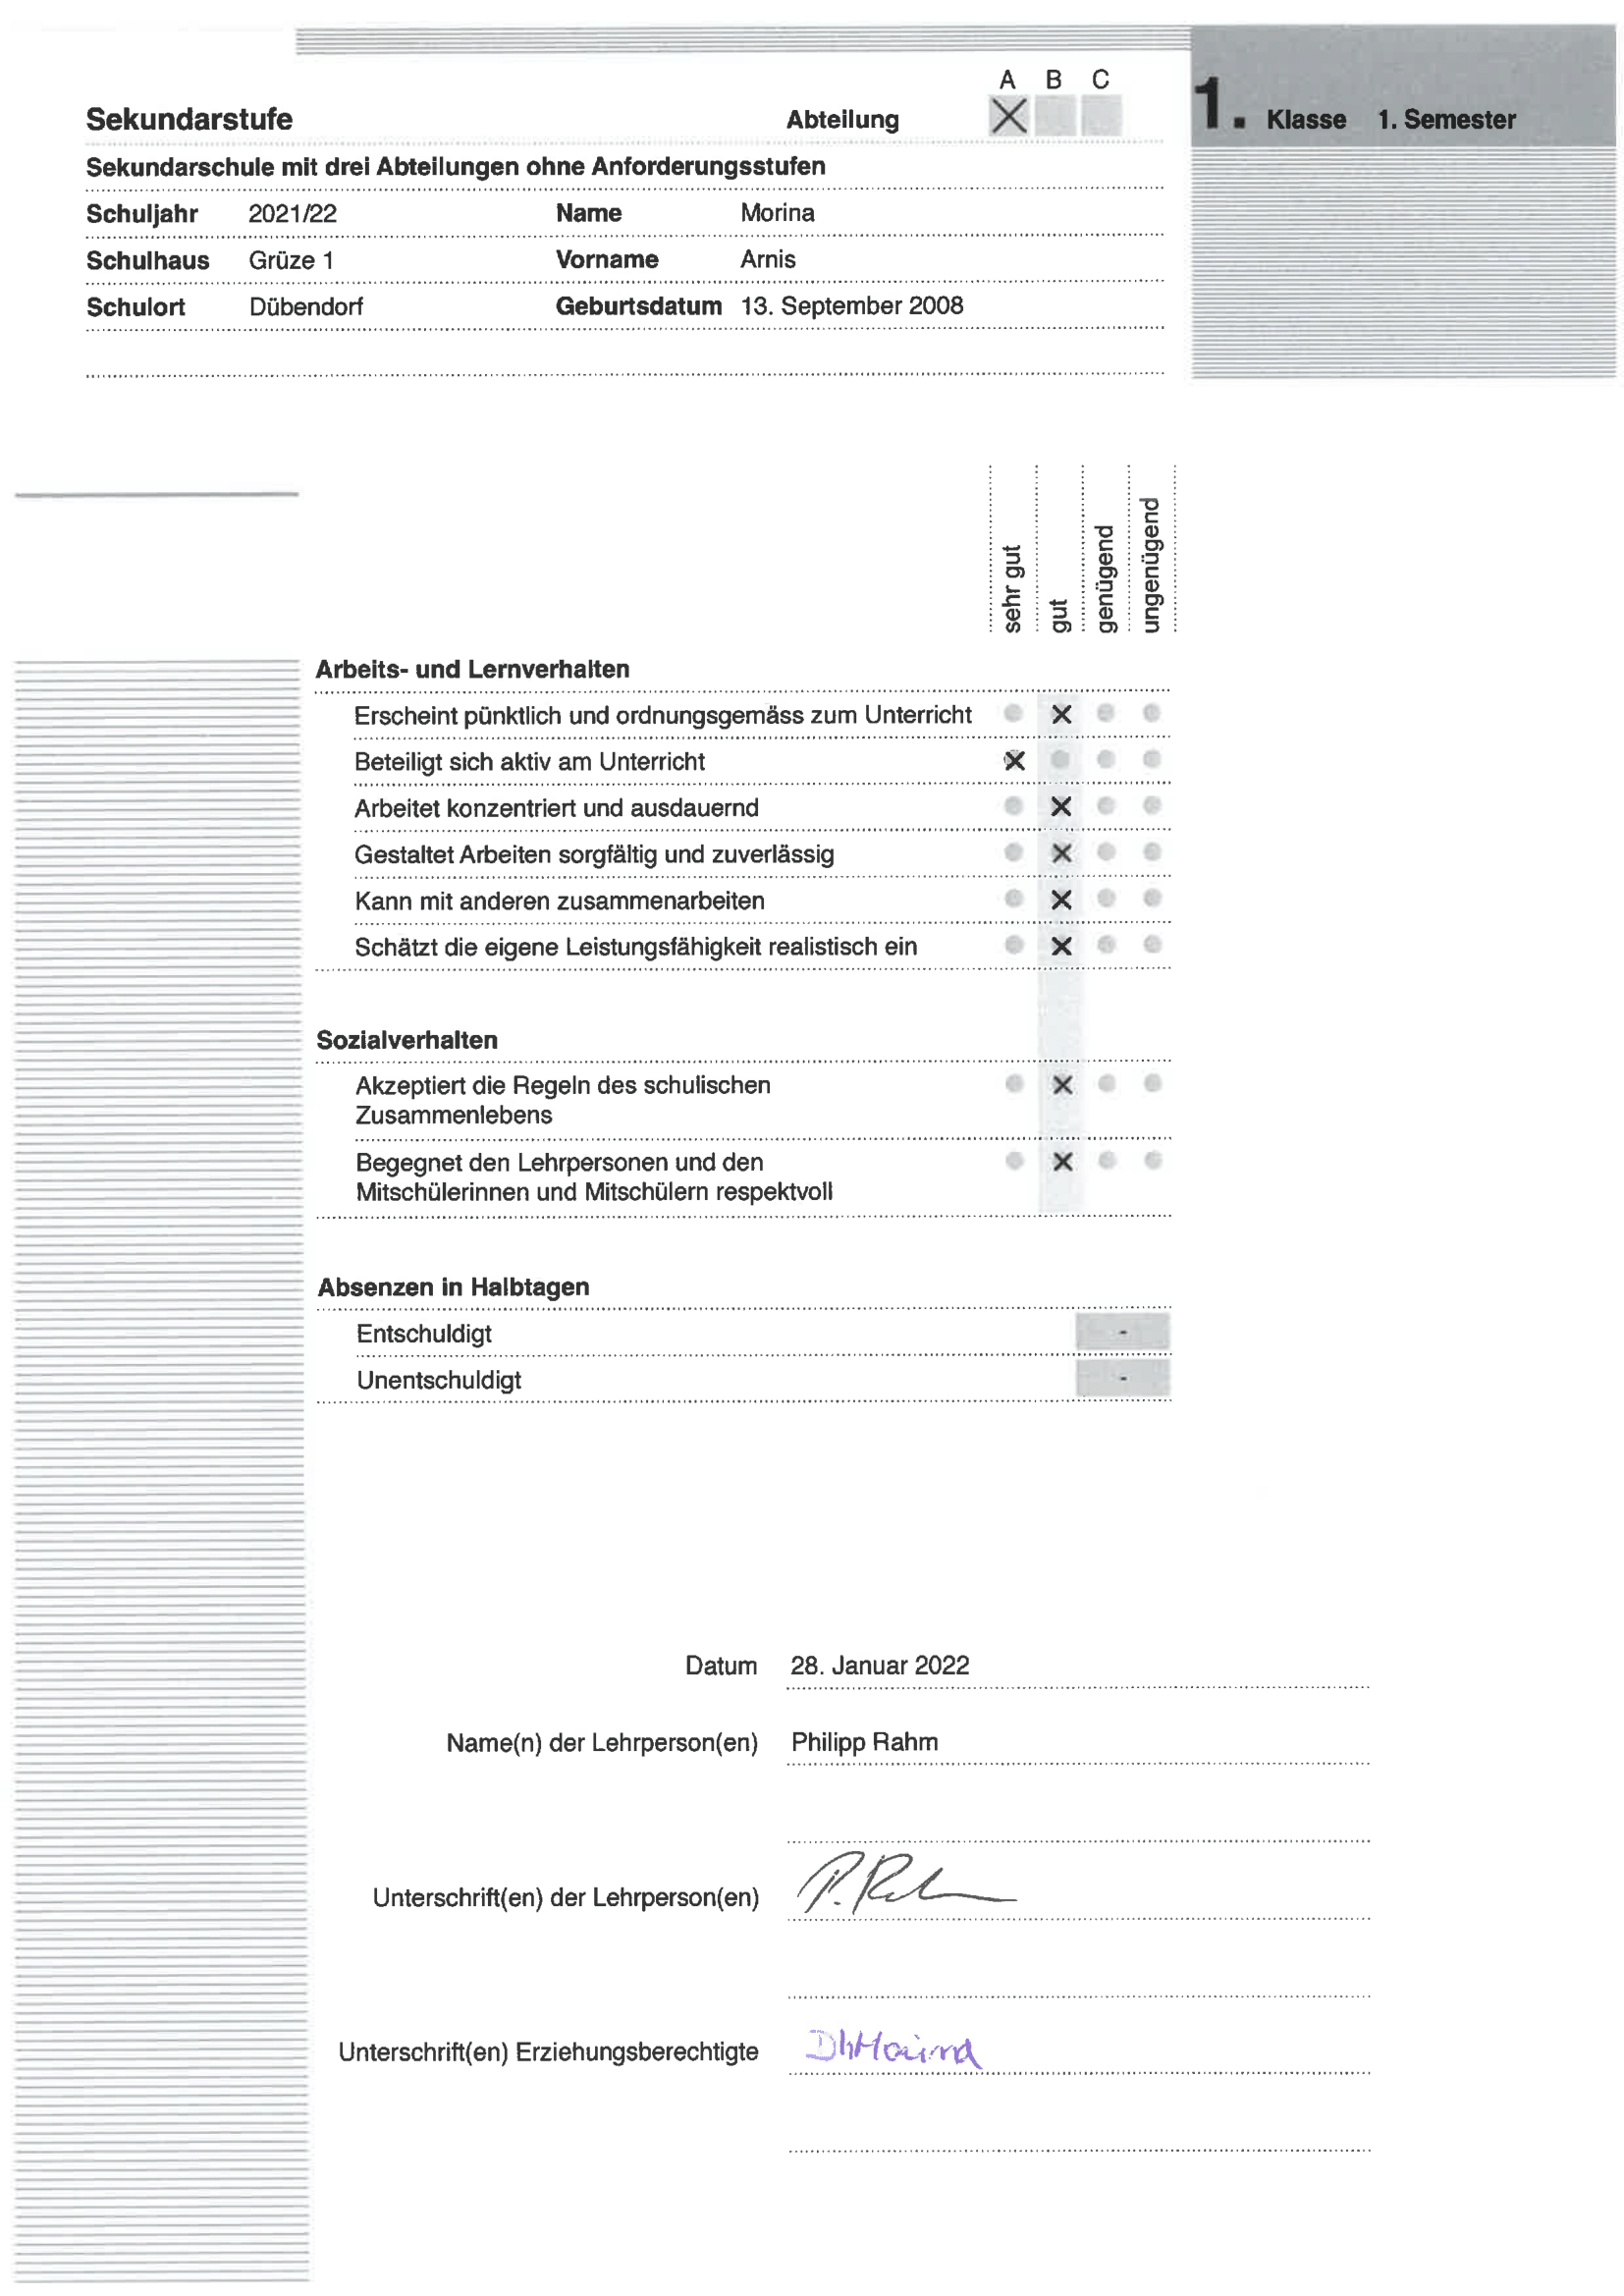 A B C
Sekundarstufe Abteilung 1. Klasse 1. Semester
Sekundarschule mit drei Abteilungen ohne Anforderungsstufen
Schuljahr 2021/22 Name Morina
Schulhaus Grüze 1 Vorname Arnis
Schulort Dübendorf Geburtsdatum 13. September 2008
sehr gut
gut
genügend
ungenügend
Arbeits- und Lernverhalten
Erscheint pünktlich und ordnungsgemäss zum Unterricht
Beteiligt sich aktiv am Unterricht
Arbeitet konzentriert und ausdauernd
Gestaltet Arbeiten sorgfältig und zuverlässig
Kann mit anderen zusammenarbeiten
Schätzt die eigene Leistungsfähigkeit realistisch ein
Sozialverhalten
Akzeptiert die Regeln des schulischen
Zusammenlebens
Begegnet den Lehrpersonen und den
Mitschülerinnen und Mitschülern respektvoll
Absenzen in Halbtagen
Entschuldigt -
Unentschuldigt -
Datum 28. Januar 2022
Name(n) der Lehrperson(en) Philipp Rahm
Unterschrift(en) der Lehrperson(en)
Unterschrift(en) Erziehungsberechtigte